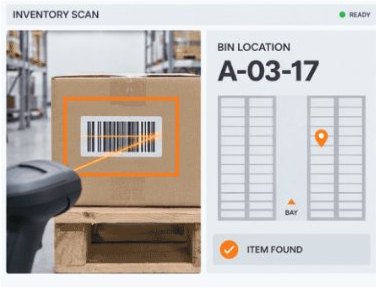 INVENTORY SCAN
READY
BIN LOCATION
A-03-17
BAY
ITEM FOUND